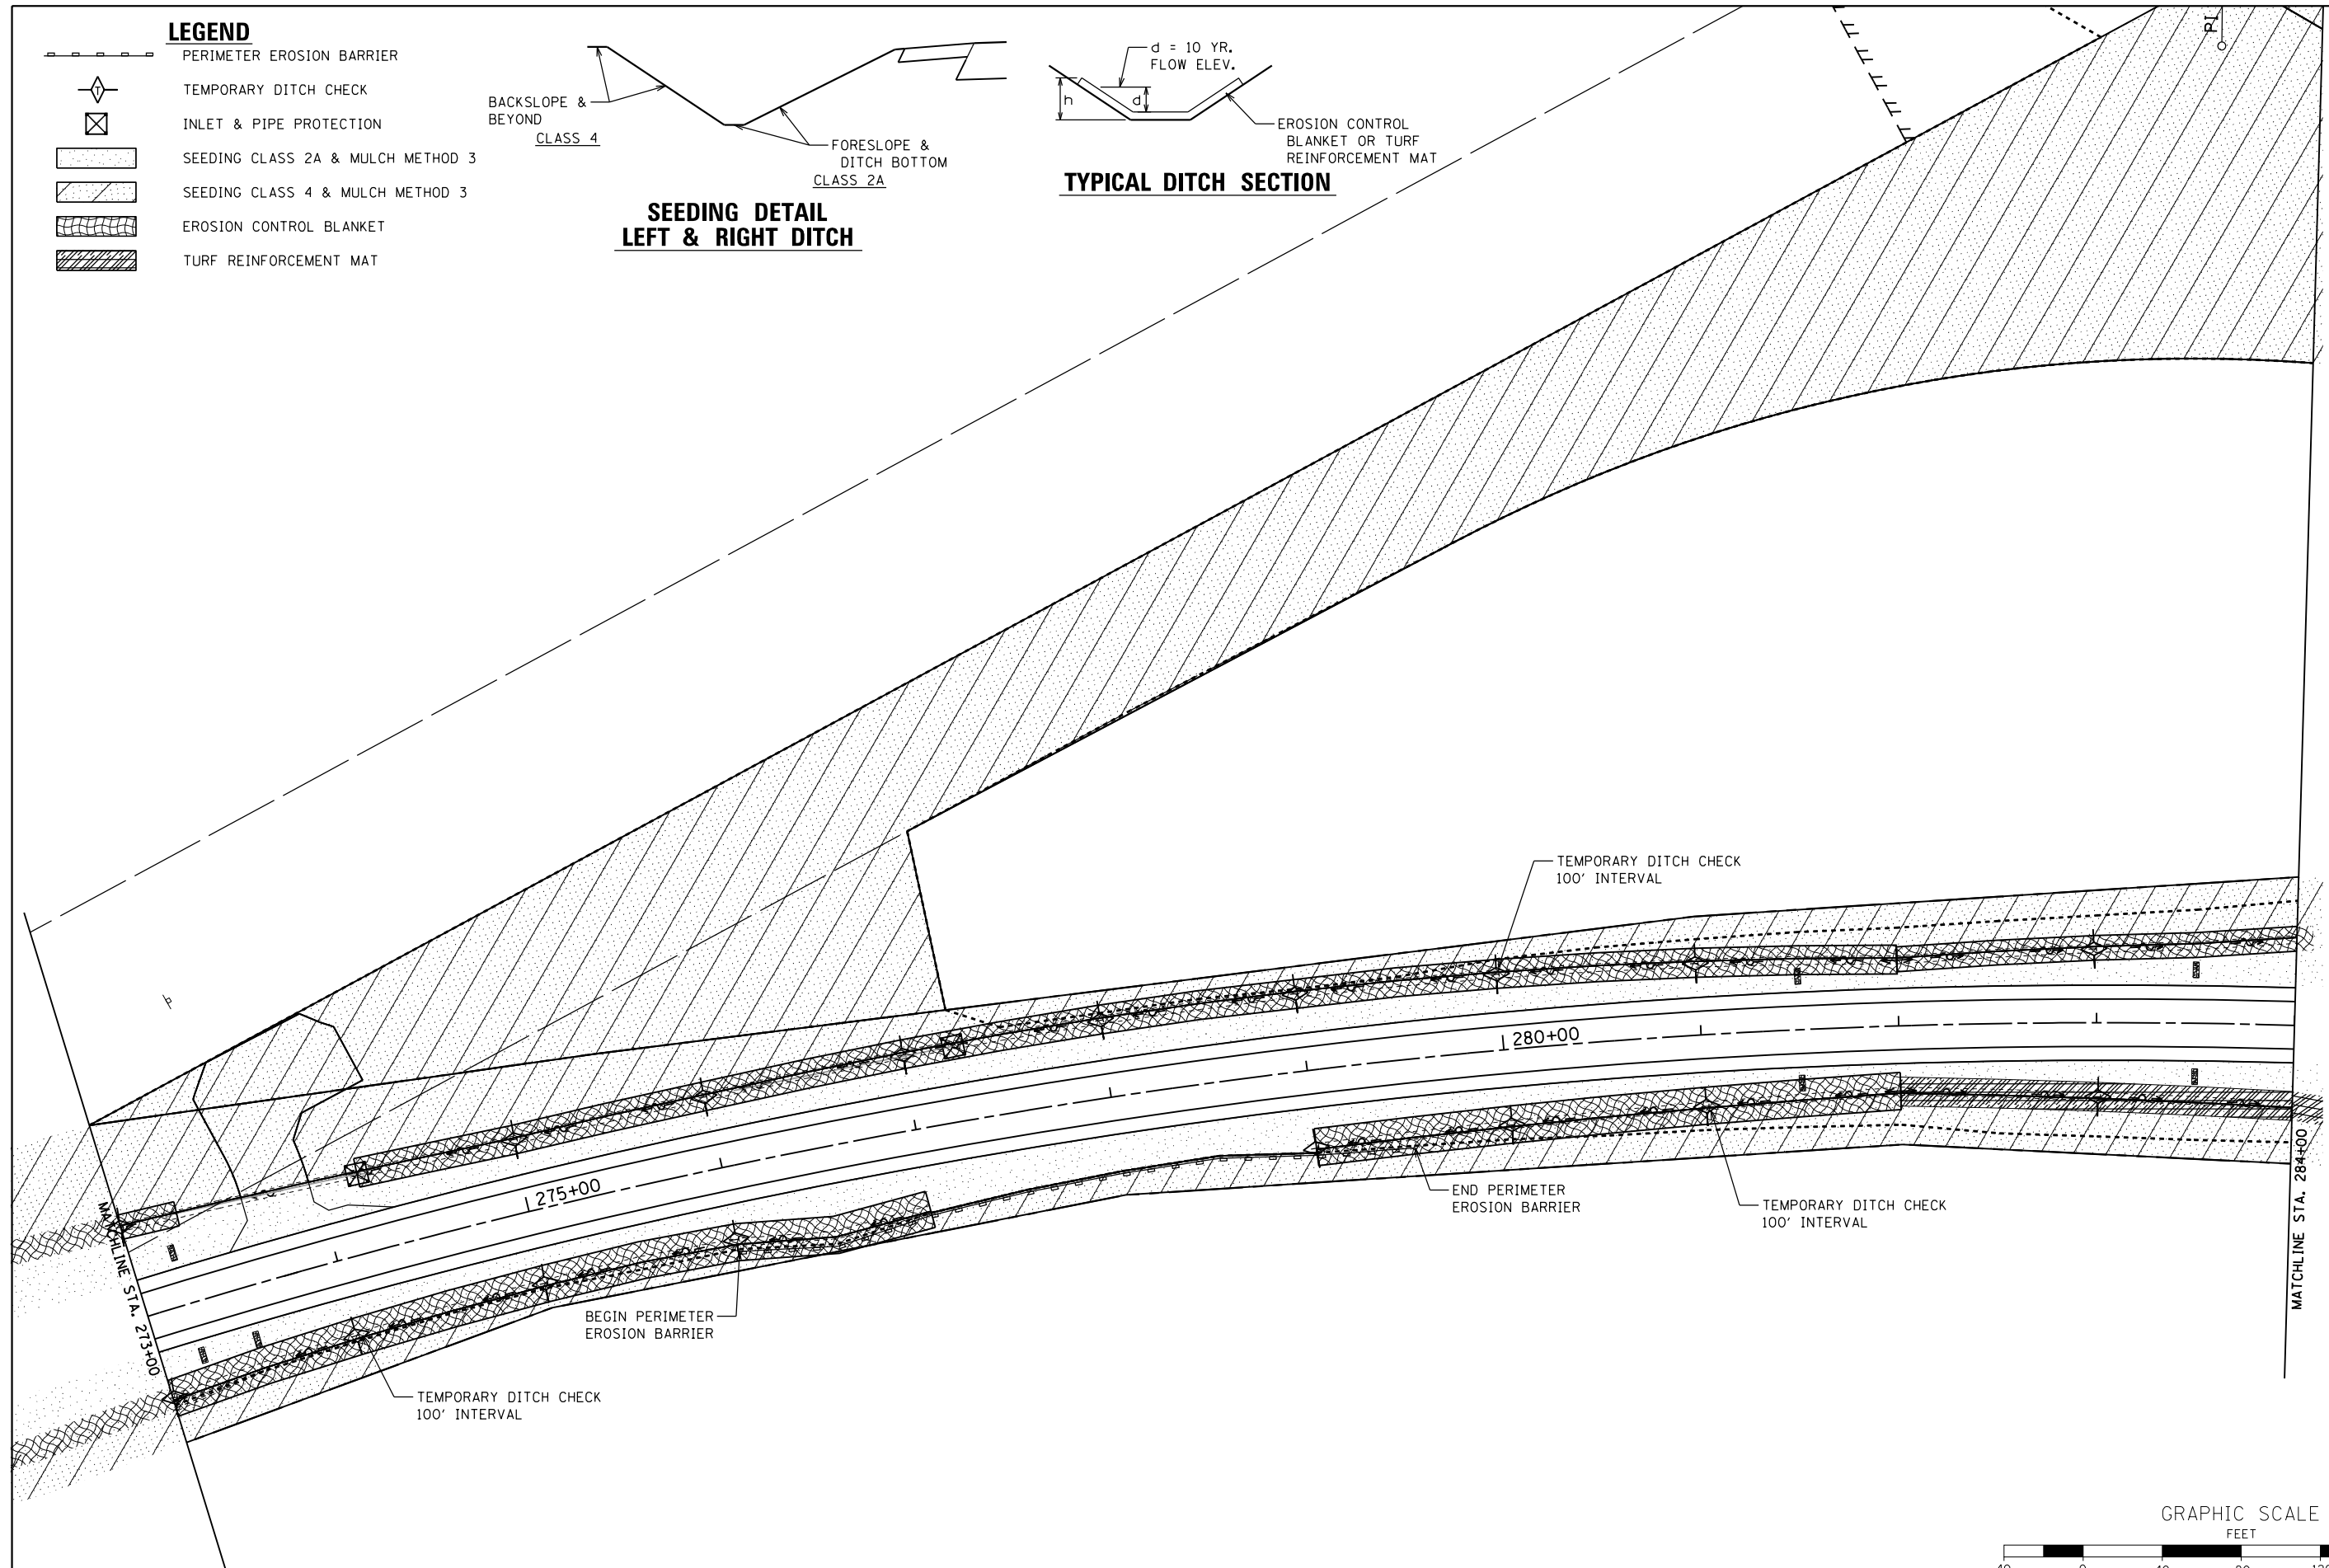 LEGEND
PERIMETER EROSION BARRIER
TEMPORARY DITCH CHECK
INLET & PIPE PROTECTION
SEEDING CLASS 2A & MULCH METHOD 3
SEEDING CLASS 4 & MULCH METHOD 3
EROSION CONTROL BLANKET
TURF REINFORCEMENT MAT
T
BACKSLOPE &
BEYOND
CLASS 4
FORESLOPE &
DITCH BOTTOM
CLASS 2A
SEEDING DETAIL
LEFT & RIGHT DITCH
d = 10 YR.
FLOW ELEV.
h
d
EROSION CONTROL
BLANKET OR TURF
REINFORCEMENT MAT
TYPICAL DITCH SECTION
PI
TEMPORARY DITCH CHECK
100' INTERVAL
280+00
275+00
END PERIMETER
EROSION BARRIER
TEMPORARY DITCH CHECK
100' INTERVAL
BEGIN PERIMETER
EROSION BARRIER
TEMPORARY DITCH CHECK
100' INTERVAL
MATCHLINE STA. 273+00
MATCHLINE STA. 284+00
GRAPHIC SCALE
FEET